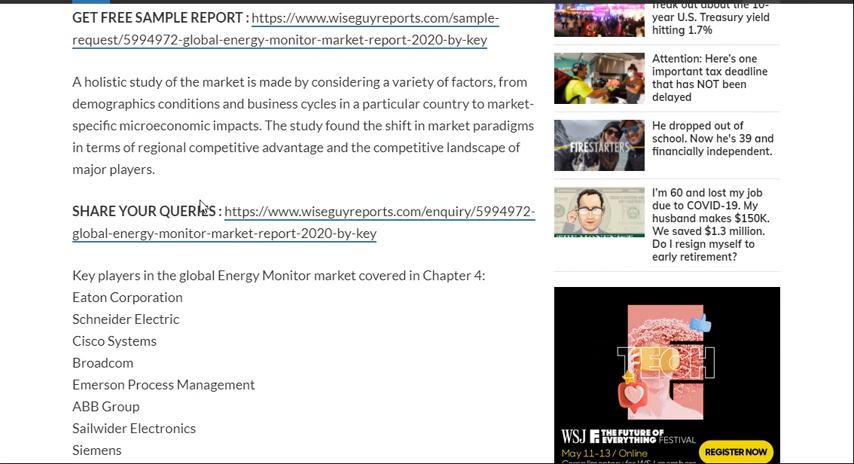 GET FREE SAMPLE REPORT : https://www.wiseguyreports.com/sample-
request/5994972-global-energy-monitor-market-report-2020-by-key
A holistic study of the market is made by considering a variety of factors, from
demographics conditions and business cycles in a particular country to market-
specific microeconomic impacts. The study found the shift in market paradigms
in terms of regional competitive advantage and the competitive landscape of
major players.
SHARE YOUR QUERIES : https://www.wiseguyreports.com/enquiry/5994972-
global-energy-monitor-market-report-2020-by-key
Key players in the global Energy Monitor market covered in Chapter 4:
Eaton Corporation
Schneider Electric
Cisco Systems
Broadcom
Emerson Process Management
ABB Group
Sailwider Electronics
Siemens
freak out about the 10-
year U.S. Treasury yield
hitting 1.7%
Attention: Here's one
important tax deadline
that has NOT been
delayed
FIRESTARTERS
He dropped out of
school. Now he's 39 and
financially independent.
I'm 60 and lost my job
due to COVID-19. My
husband makes $150K.
We saved $1.3 million.
Do I resign myself to
early retirement?
TECH
WSJ THE FUTURE OF
EVERYTHING FESTIVAL
May 11-13 / Online
REGISTER NOW
Complimentary for WSJ members